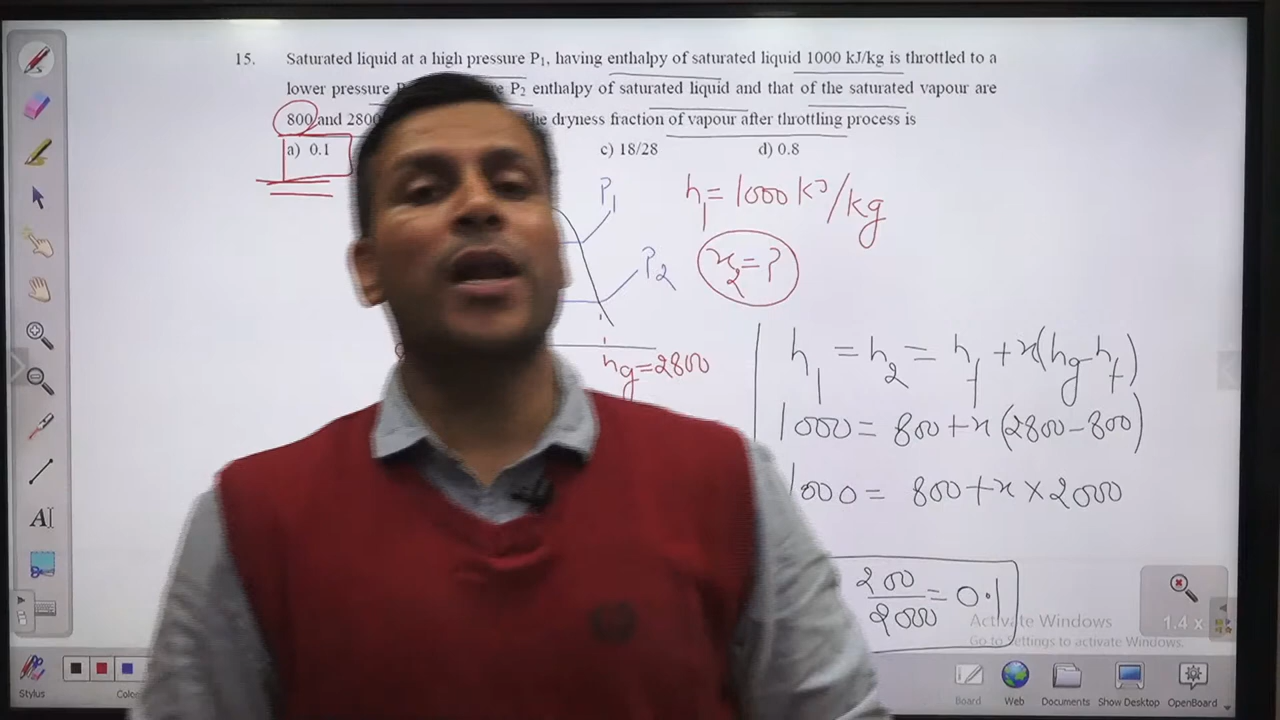 15. Saturated liquid at a high pressure P1, having enthalpy of saturated liquid 1000 kJ/kg is throttled to a
lower pressure P2 enthalpy of saturated liquid and that of the saturated vapour are
800 and 2800 the dryness fraction of vapour after throttling process is
a) 0.1 c) 18/28 d) 0.8
P1
h1 = 1000 kJ/kg
P2
x2 = ?
hg = 2800
h1 = h2 = hf + x(hg - hf)
1000 = 800 + x(2800 - 800)
1000 = 800 + x × 2000
200/2000 = 0.1
Activate Windows
Go to Settings to activate Windows.
1.4 x
Stylus
Board Web Documents Show Desktop OpenBoard